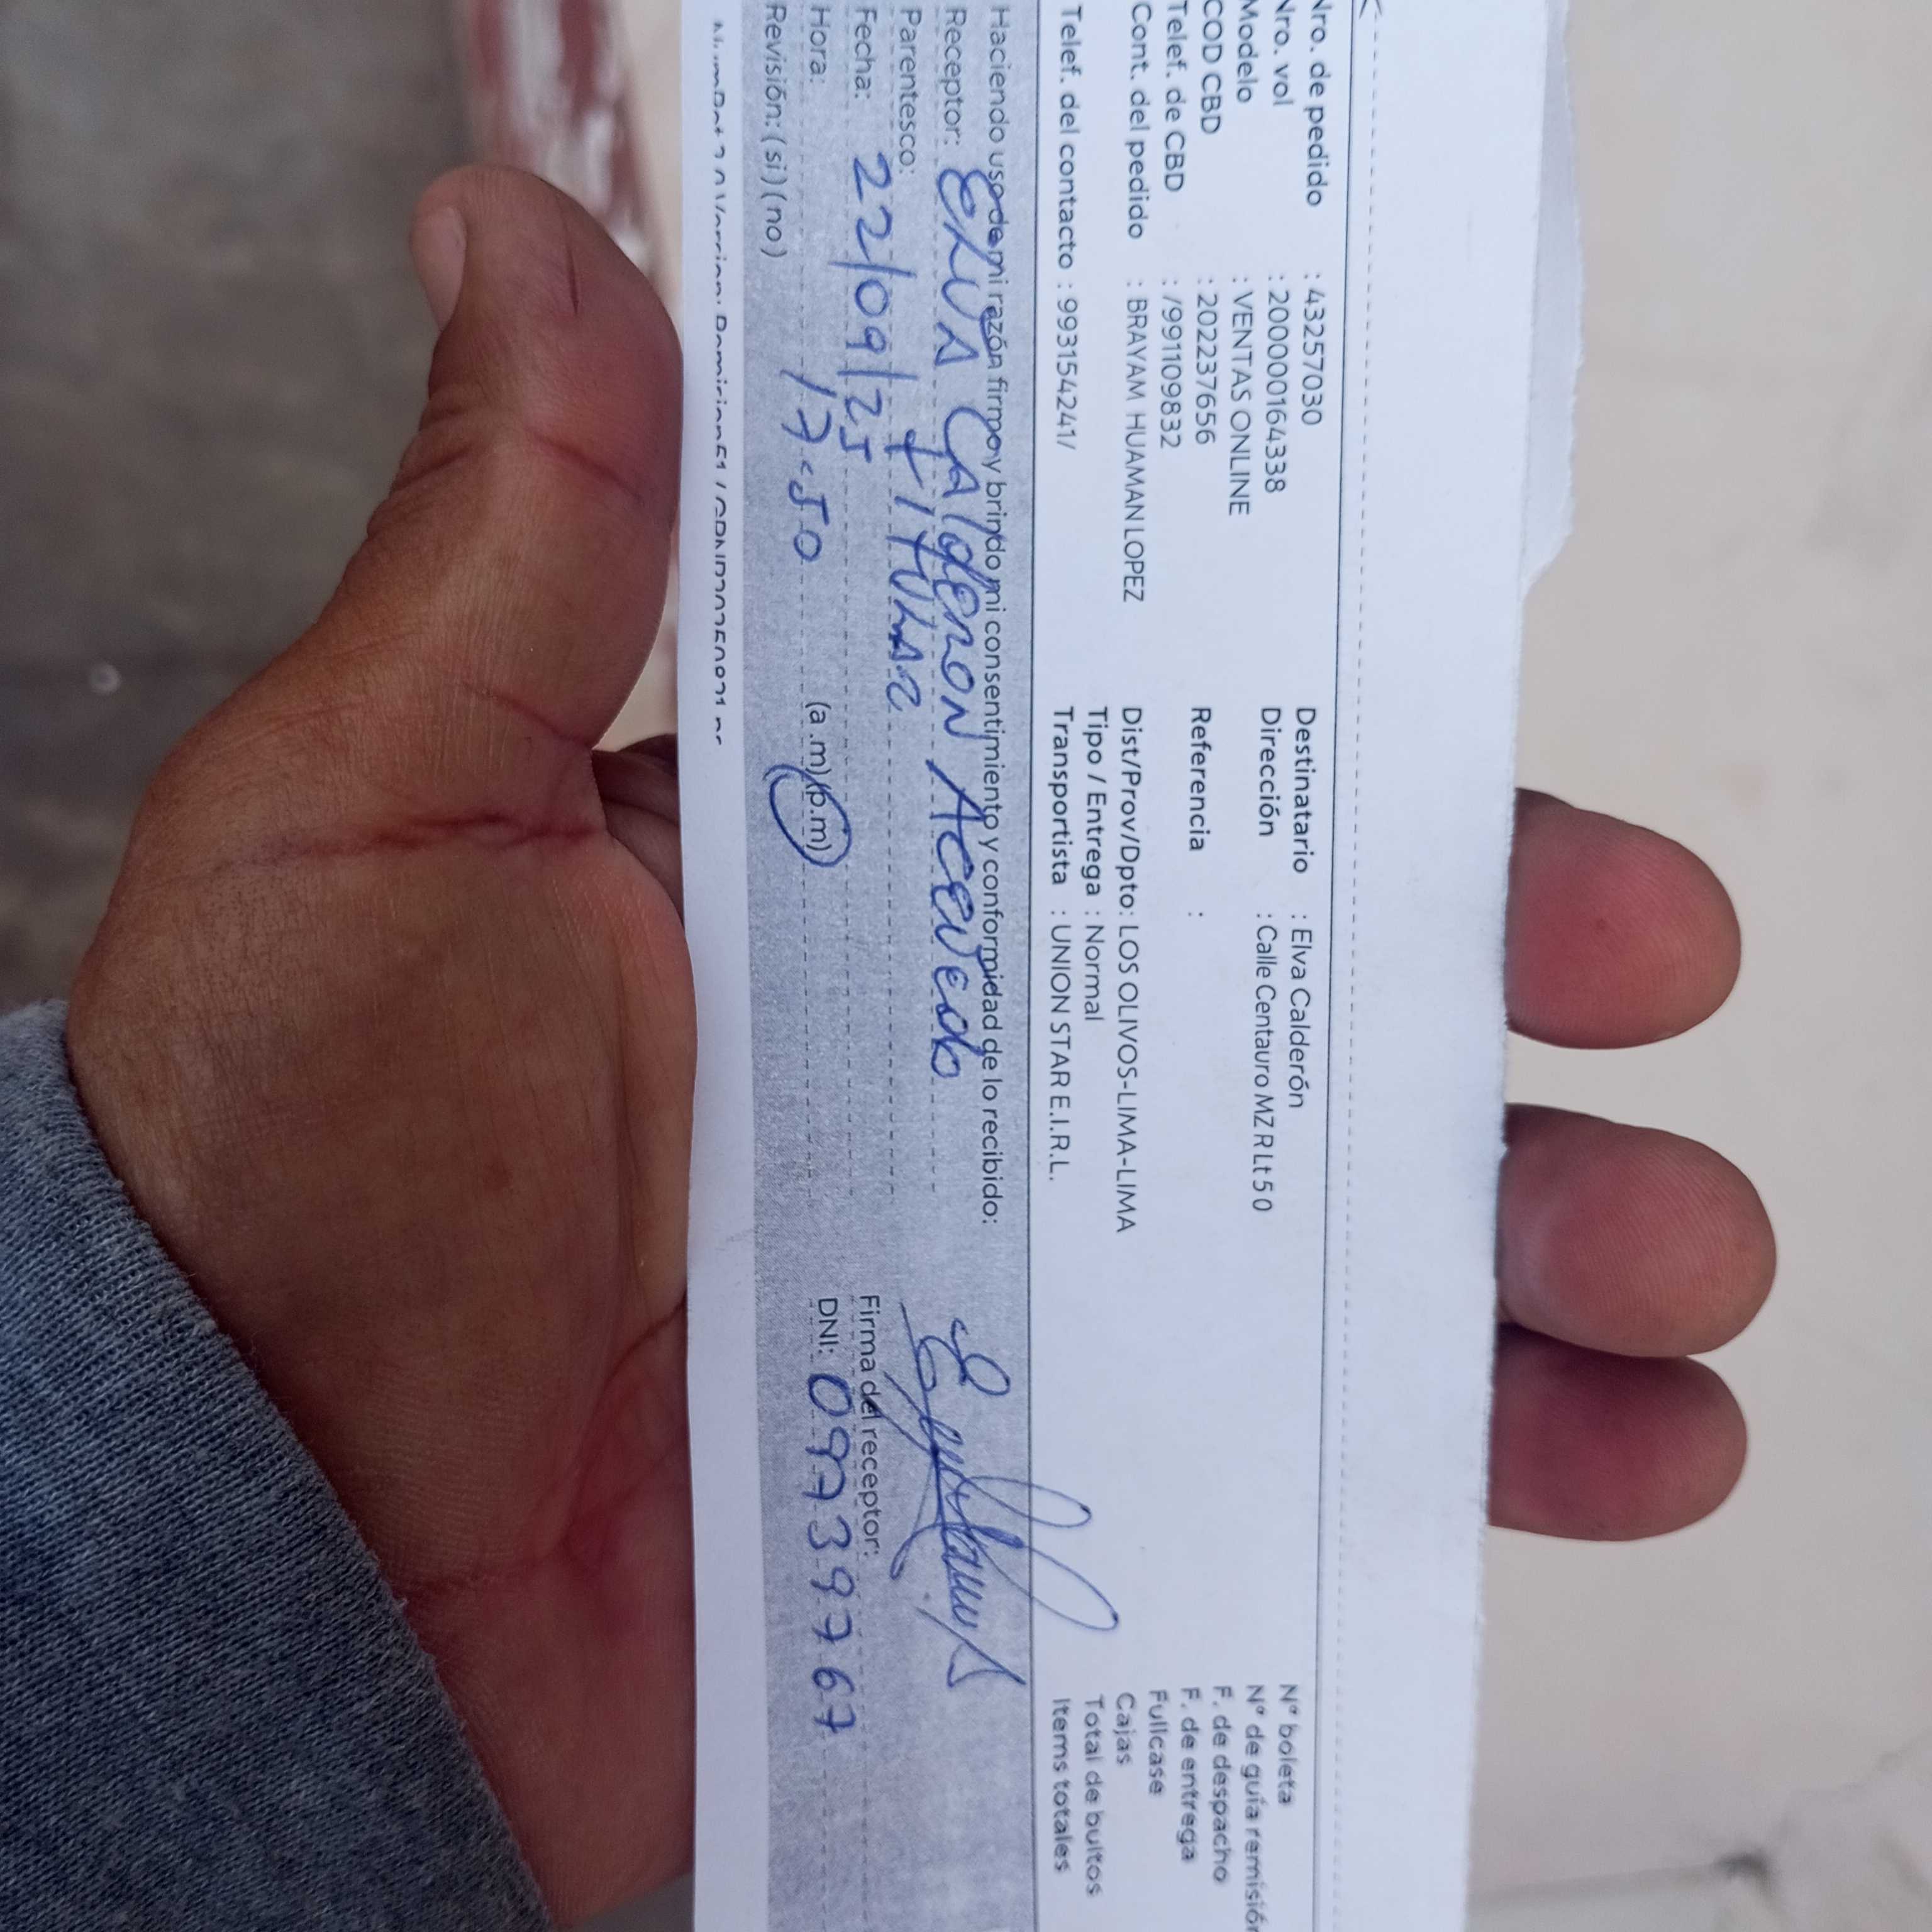 Nro. de pedido : 43257030
Nro. vol : 200000164338
Modelo : VENTAS ONLINE
COD CBD : 202237656
Telef. de CBD : /991109832
Cont. del pedido : BRAYAM HUAMAN LOPEZ
Telef. del contacto : 993154241/
Destinatario : Elva Calderón
Dirección : Calle Centauro MZ R Lt 5 0
Referencia :
Dist/Prov/Dpto: LOS OLIVOS-LIMA-LIMA
Tipo / Entrega : Normal
Transportista : UNION STAR E.I.R.L.
N° boleta
N° de guía remisión
F. de despacho
F. de entrega
Fullcase
Cajas
Total de bultos
Items totales
Haciendo uso de mi razón firmo y brindo mi consentimiento y conformidad de lo recibido:
Receptor: ELVA CAlderon Acevedo
Parentesco: tituLar
Fecha: 22/09/25
Hora: 17:50 (a.m)(p.m)
Revisión: (si) (no)
Firma del receptor:
DNI: 09739767